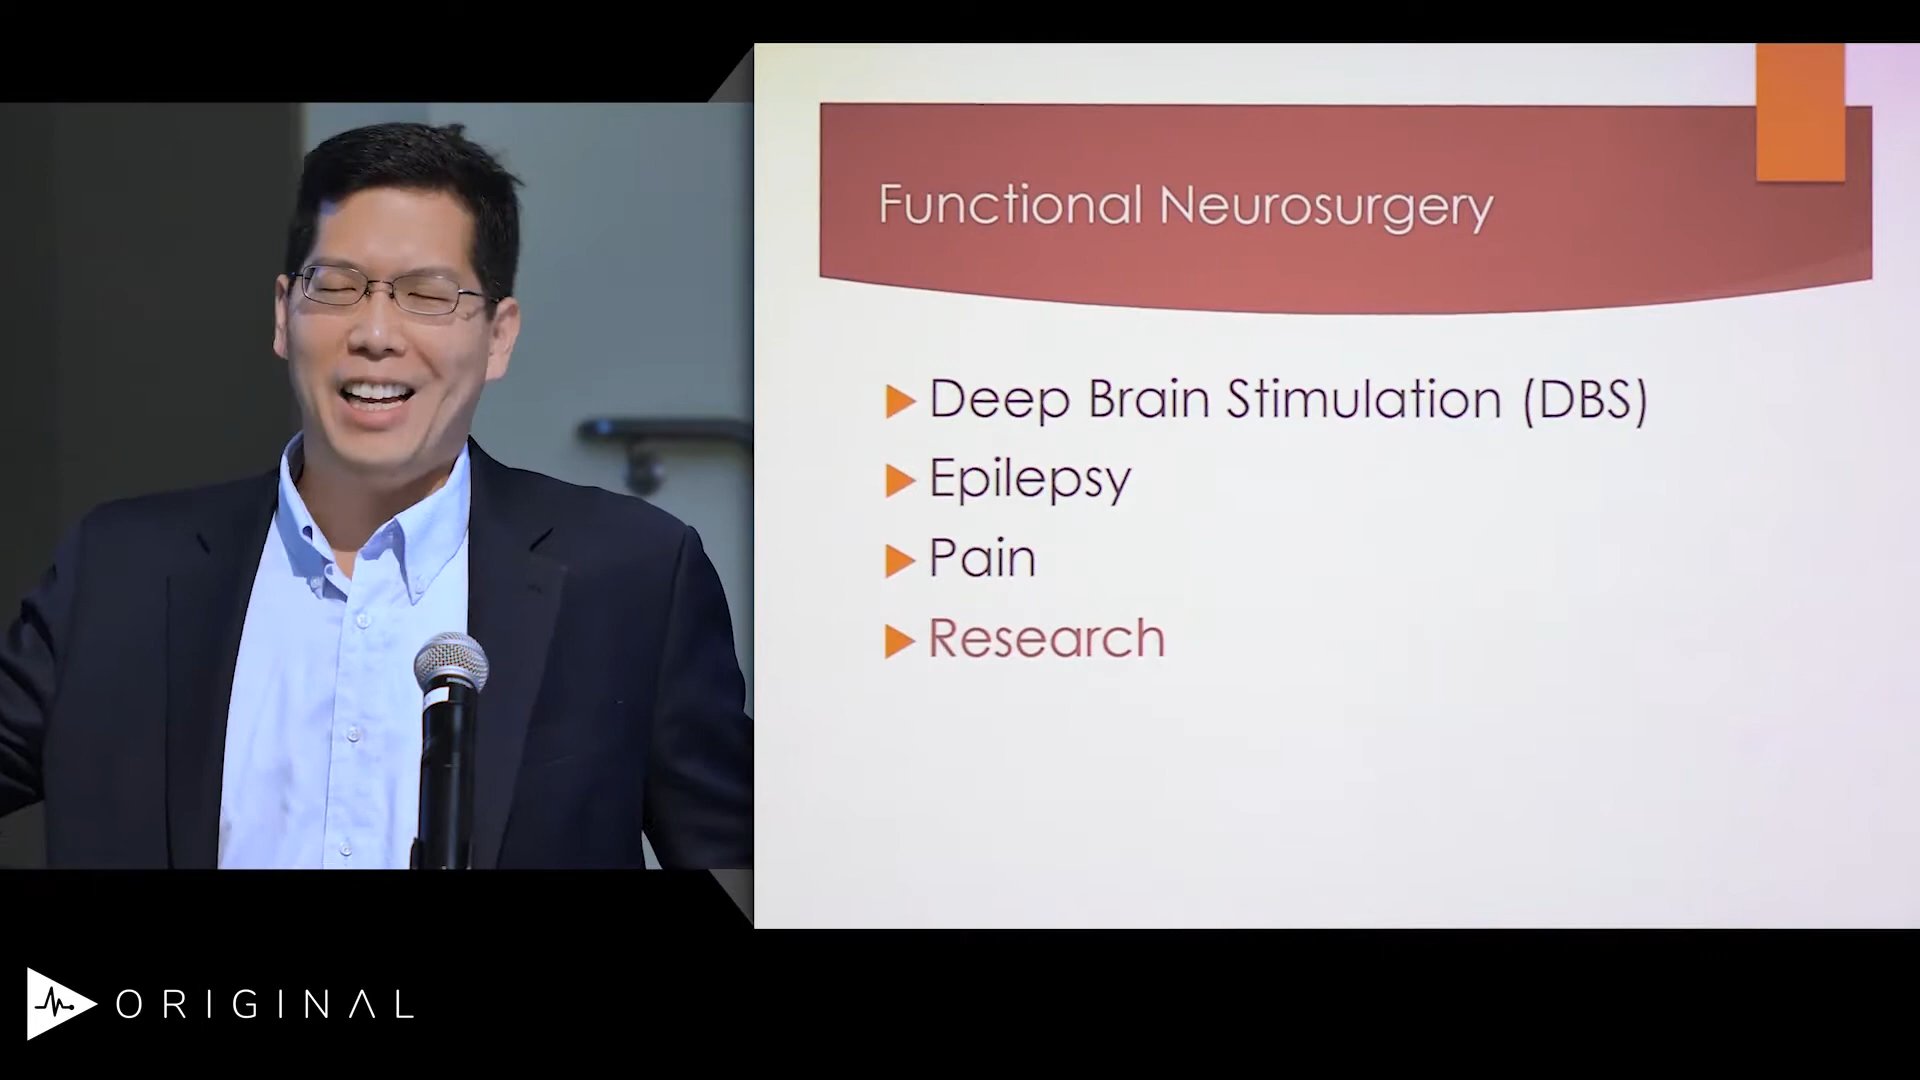 Functional Neurosurgery
Deep Brain Stimulation (DBS)
Epilepsy
Pain
Research
ORIGINAL